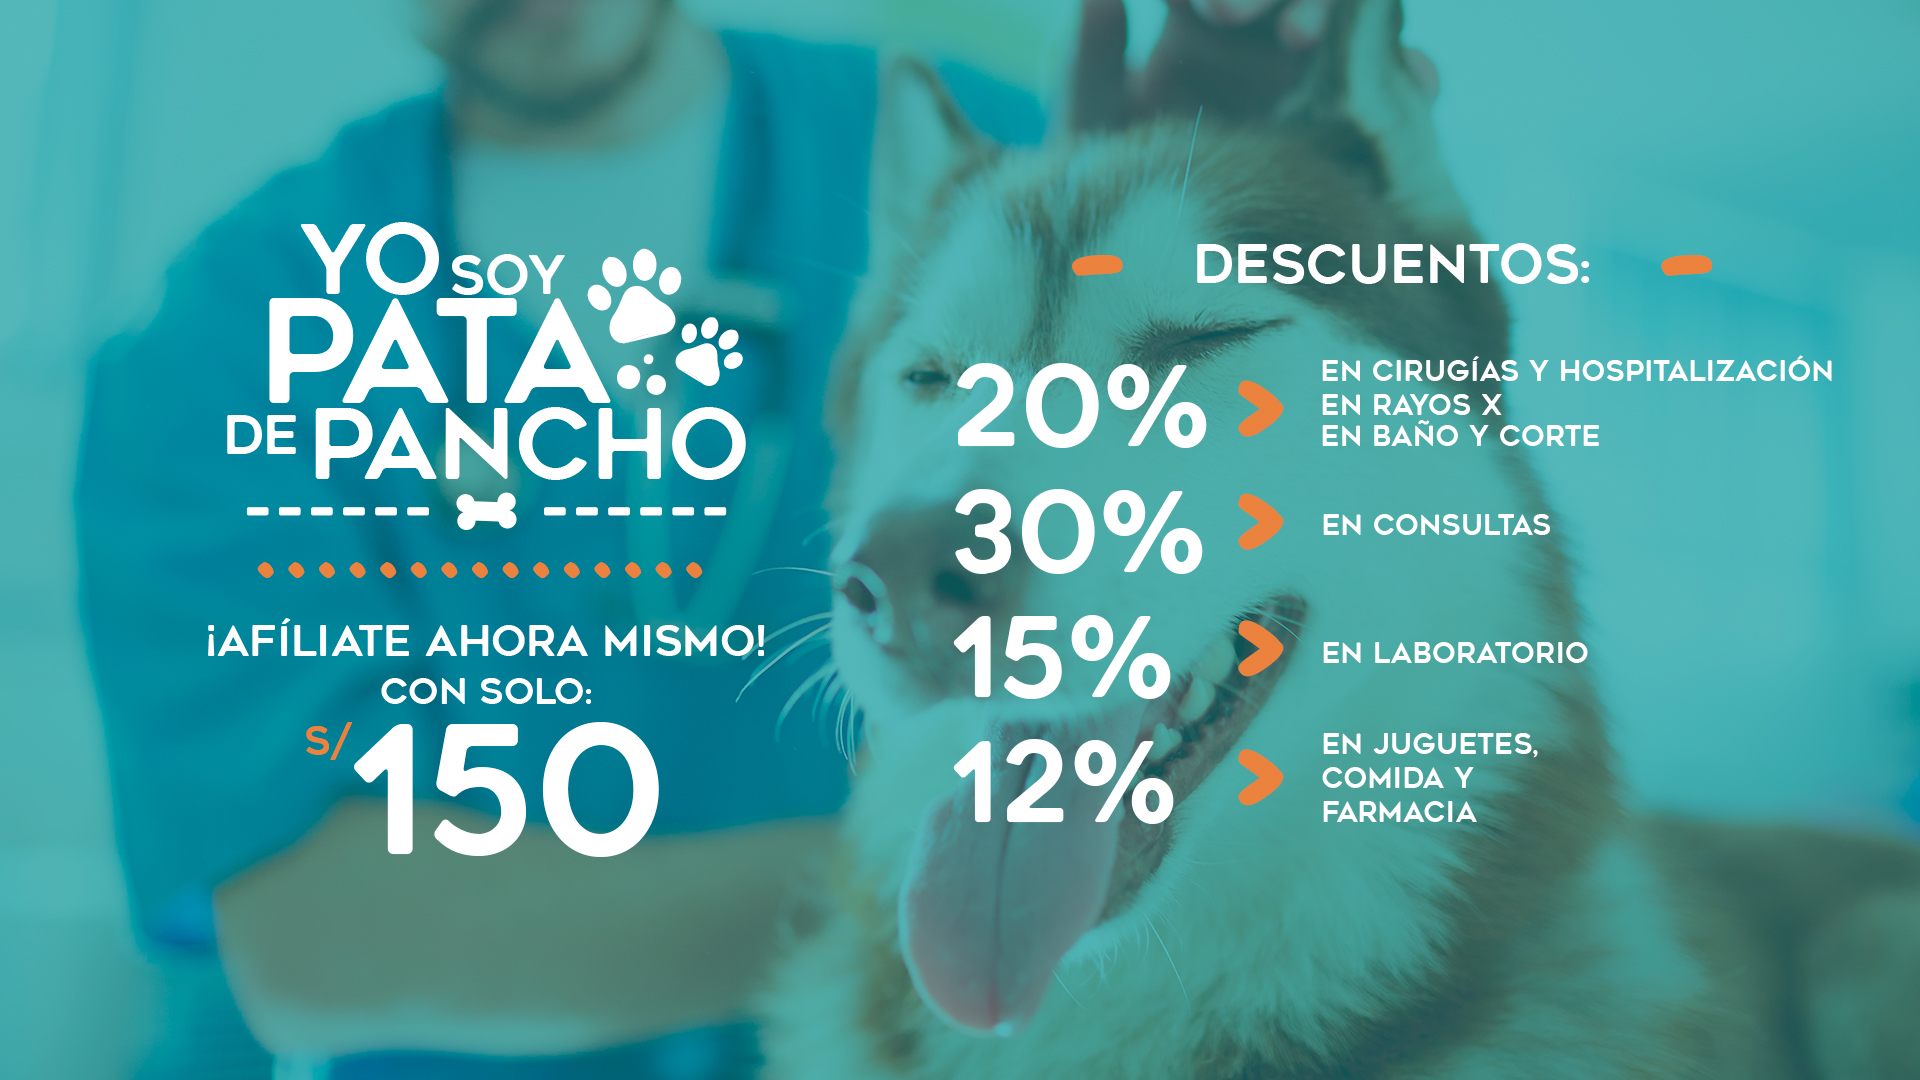 YO SOY
PATA
DE PANCHO
¡AFÍLIATE AHORA MISMO!
CON SOLO:
S/150
DESCUENTOS:
20%
EN CIRUGÍAS Y HOSPITALIZACIÓN
EN RAYOS X
EN BAÑO Y CORTE
30%
EN CONSULTAS
15%
EN LABORATORIO
12%
EN JUGUETES,
COMIDA Y
FARMACIA